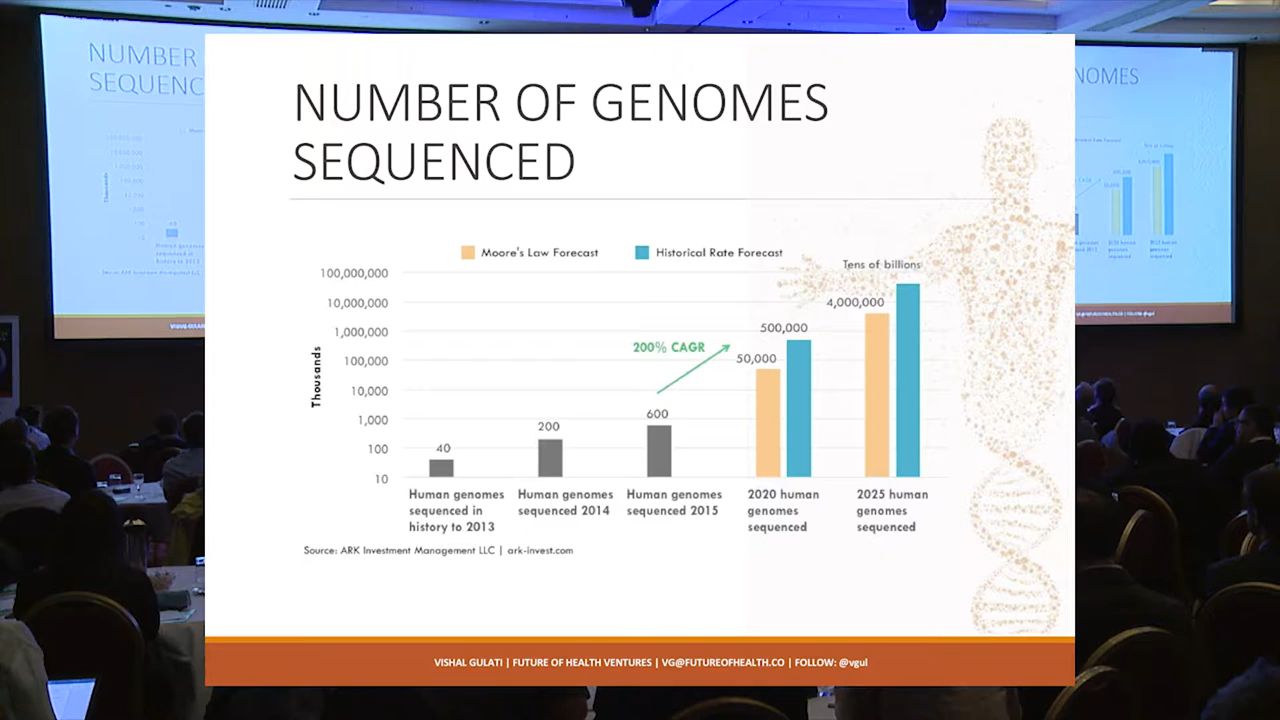 NUMBER OF GENOMES
SEQUENCED
Moore's Law Forecast
Historical Rate Forecast
Tens of billions
100,000,000
10,000,000
1,000,000
100,000
10,000
1,000
100
10
Thousands
40
200
600
200% CAGR
50,000
500,000
4,000,000
Human genomes
sequenced in
history to 2013
Human genomes
sequenced 2014
Human genomes
sequenced 2015
2020 human
genomes
sequenced
2025 human
genomes
sequenced
Source: ARK Investment Management LLC | ark-invest.com
VISHAL GULATI | FUTURE OF HEALTH VENTURES | VG@FUTUREOFHEALTH.CO | FOLLOW: @vgul
NUMBER
SEQUENC
NOMES